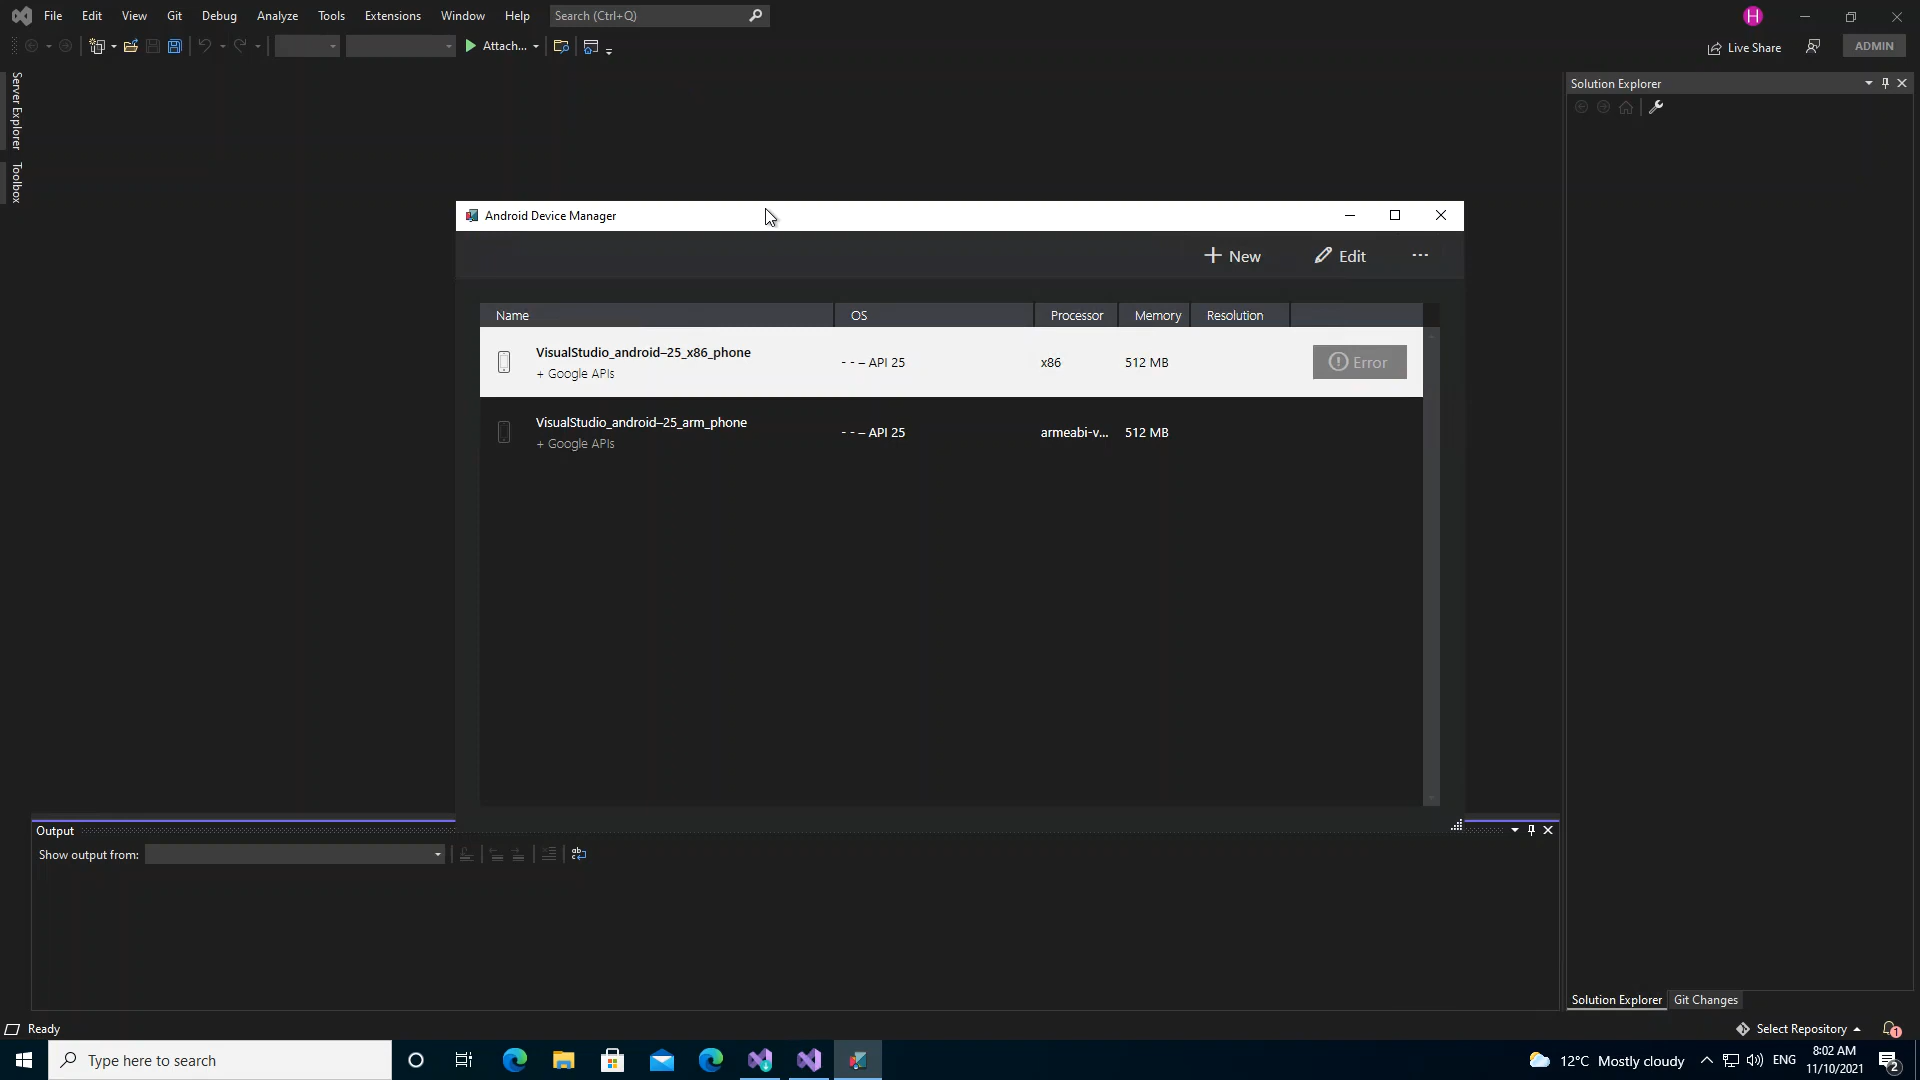 File Edit View Git Debug Analyze Tools Extensions Window Help Search (Ctrl+Q)
H
Attach...
Live Share
ADMIN
Server Explorer
Toolbox
Solution Explorer
Android Device Manager
New Edit ...
Name OS Processor Memory Resolution
VisualStudio_android–25_x86_phone
+ Google APIs
- - – API 25 x86 512 MB
Error
VisualStudio_android–25_arm_phone
+ Google APIs
- - – API 25 armeabi-v... 512 MB
Output
Show output from:
Solution Explorer Git Changes
Ready
Select Repository
1
Type here to search
12°C Mostly cloudy
ENG
8:02 AM
11/10/2021
2